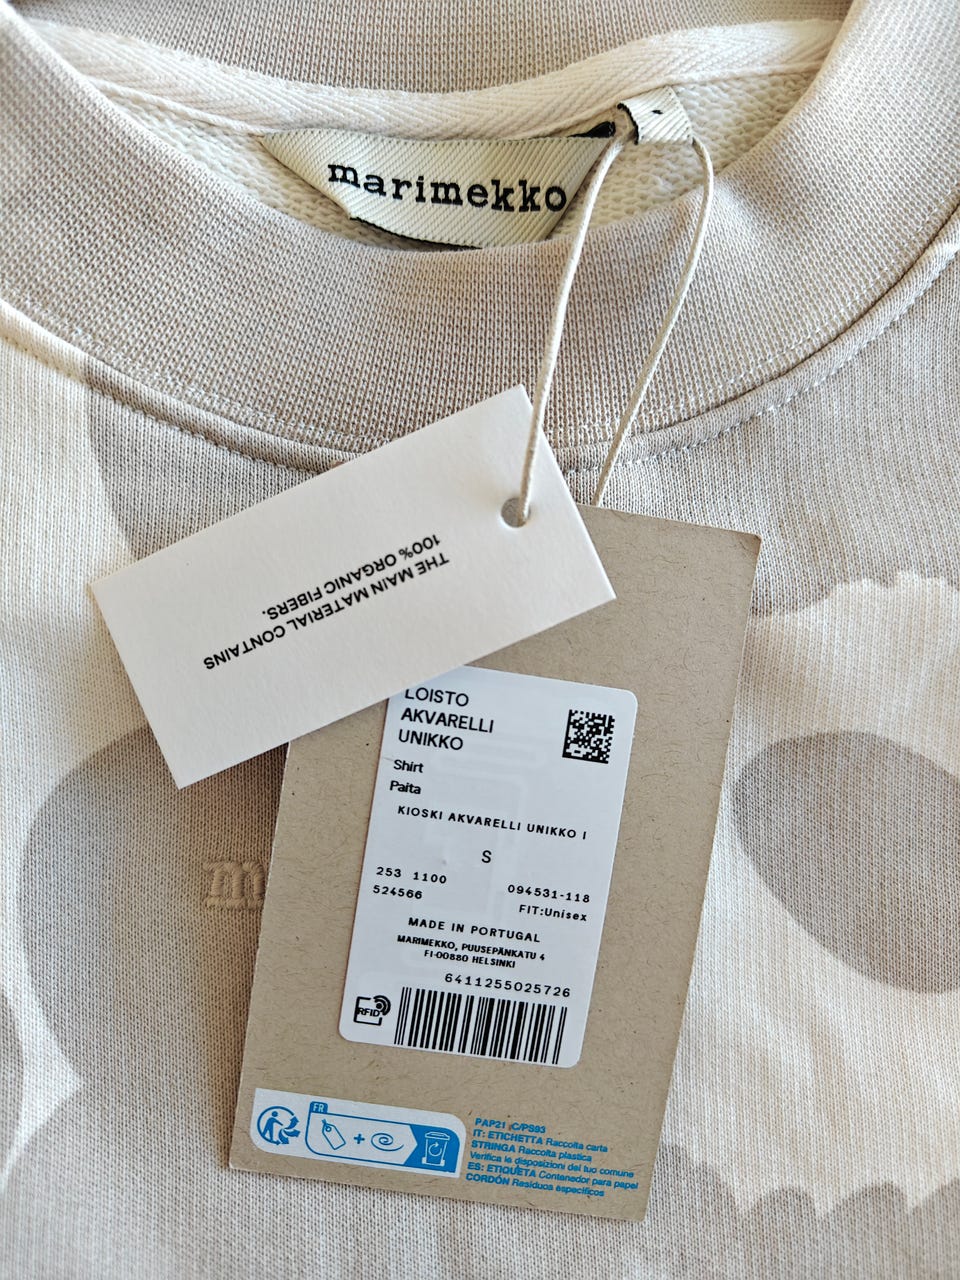 marimekko
THE MAIN MATERIAL CONTAINS
100% ORGANIC FIBERS.
LOISTO
AKVARELLI
UNIKKO
Shirt
Paita
KIOSKI AKVARELLI UNIKKO I
S
253 1100
094531-118
524566
FIT:Unisex
MADE IN PORTUGAL
MARIMEKKO, PUUSEPÄNKATU 4
FI-00880 HELSINKI
6411255025726
RFID
m
FR
PAP21 C/PS93
IT: ETICHETTA Raccolta carta
STRINGA Raccolta plastica
Verifica le disposizioni del tuo comune
ES: ETIQUETA Contenedor para papel
CORDÓN Residuos específicos